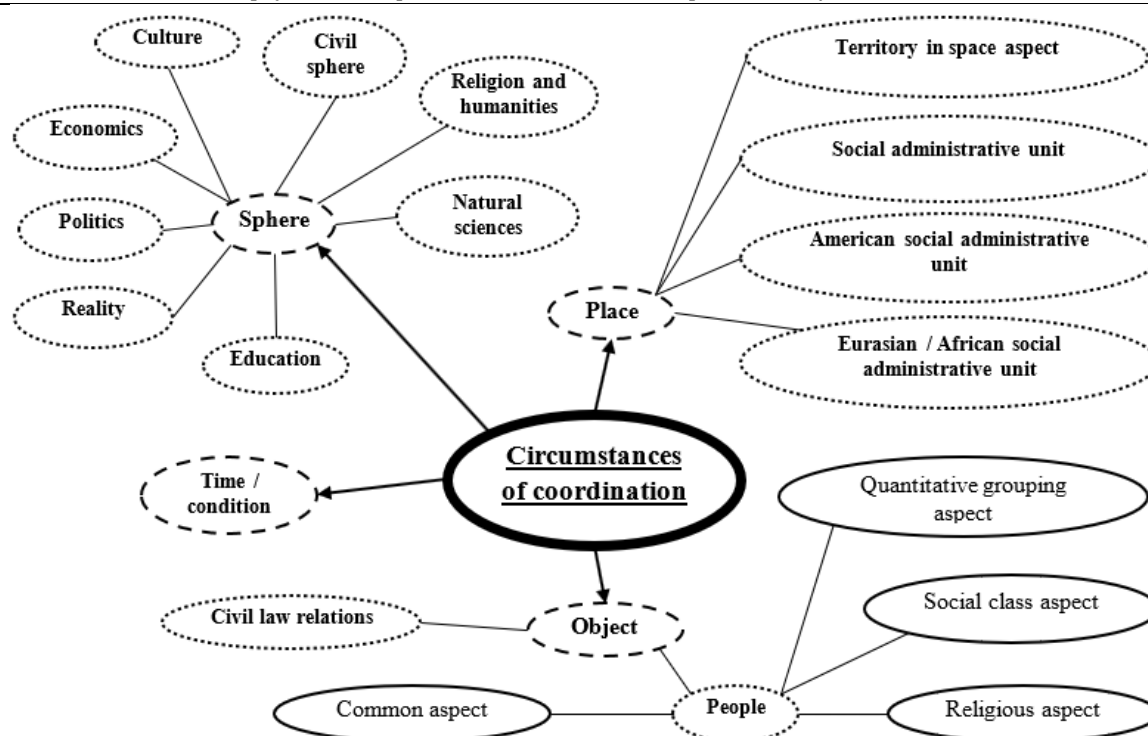 Culture
Civil
sphere
Religion and
humanities
Economics
Politics
Sphere
Natural
sciences
Reality
Education
Territory in space aspect
Social administrative unit
American social administrative
unit
Place
Eurasian / African social
administrative unit
Circumstances
of coordination
Time /
condition
Quantitative grouping
aspect
Civil law relations
Object
Social class aspect
Common aspect
People
Religious aspect